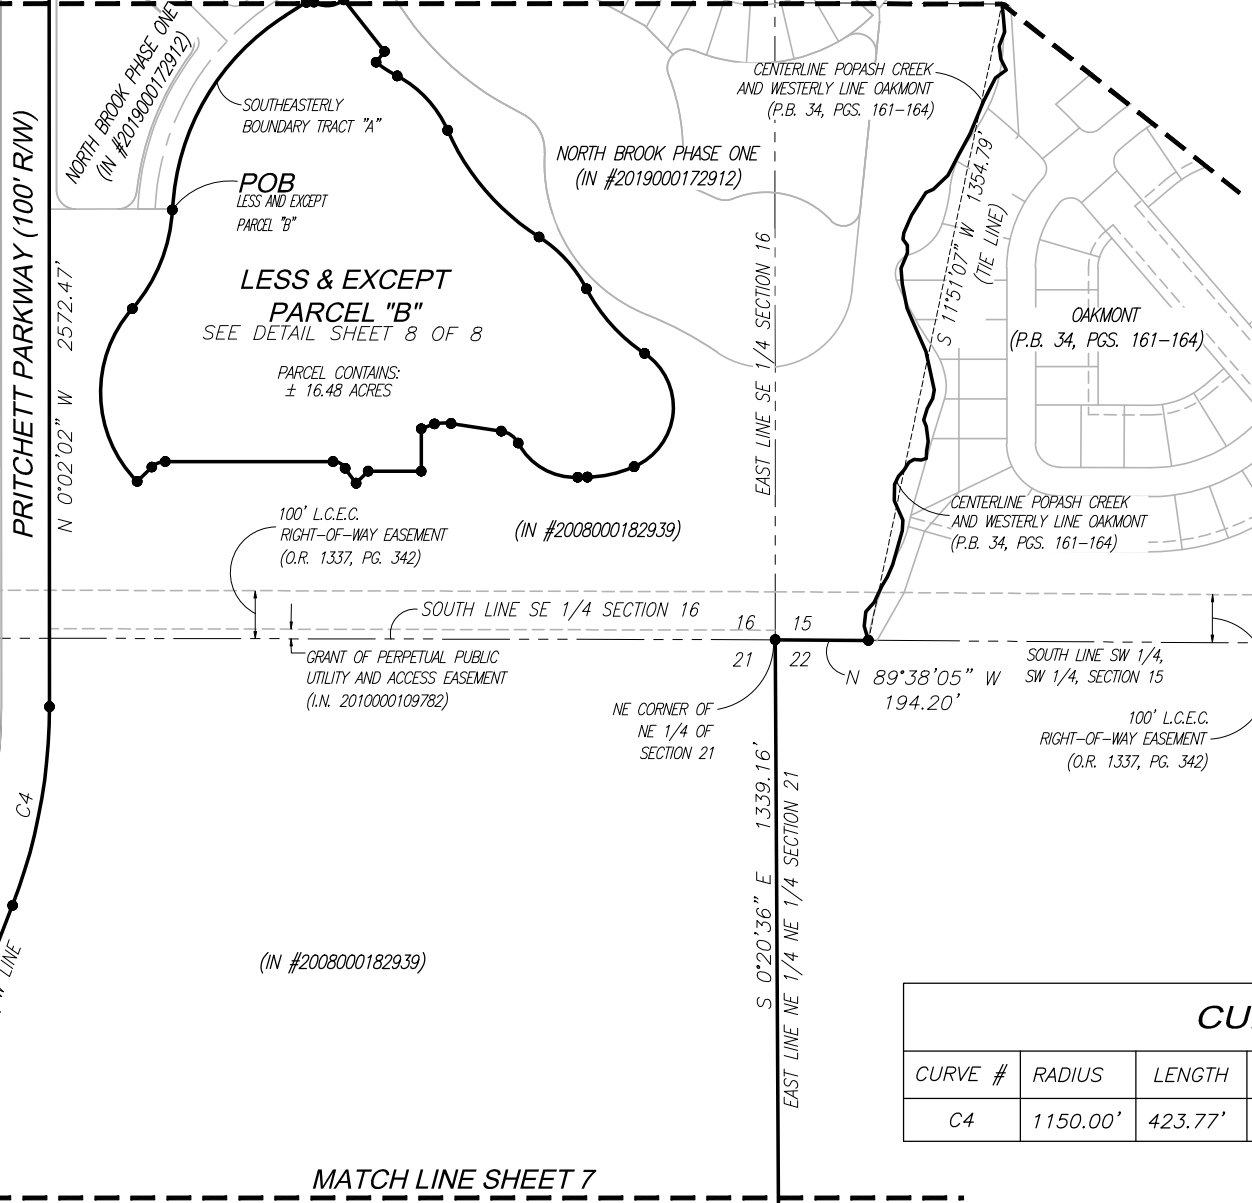 NORTH BROOK PHASE ONE
(IN #2019000172912)
SOUTHEASTERLY
BOUNDARY TRACT "A"
POB
LESS AND EXCEPT
PARCEL "B"
LESS & EXCEPT
PARCEL "B"
SEE DETAIL SHEET 8 OF 8
PARCEL CONTAINS:
± 16.48 ACRES
PRITCHETT PARKWAY (100' R/W)
N 0°02'02" W 2572.47'
NORTH BROOK PHASE ONE
(IN #2019000172912)
CENTERLINE POPASH CREEK
AND WESTERLY LINE OAKMONT
(P.B. 34, PGS. 161-164)
EAST LINE SE 1/4 SECTION 16
S 11°51'07" W 1354.79'
(TIE LINE)
OAKMONT
(P.B. 34, PGS. 161-164)
CENTERLINE POPASH CREEK
AND WESTERLY LINE OAKMONT
(P.B. 34, PGS. 161-164)
100' L.C.E.C.
RIGHT-OF-WAY EASEMENT
(O.R. 1337, PG. 342)
(IN #2008000182939)
SOUTH LINE SE 1/4 SECTION 16
16 15
21 22
GRANT OF PERPETUAL PUBLIC
UTILITY AND ACCESS EASEMENT
(I.N. 2010000109782)
NE CORNER OF
NE 1/4 OF
SECTION 21
N 89°38'05" W
194.20'
SOUTH LINE SW 1/4,
SW 1/4, SECTION 15
100' L.C.E.C.
RIGHT-OF-WAY EASEMENT
(O.R. 1337, PG. 342)
C4
W LINE
(IN #2008000182939)
S 0°20'36" E 1339.16'
EAST LINE NE 1/4 NE 1/4 SECTION 21
CU
CURVE # RADIUS LENGTH
C4 1150.00' 423.77'
MATCH LINE SHEET 7